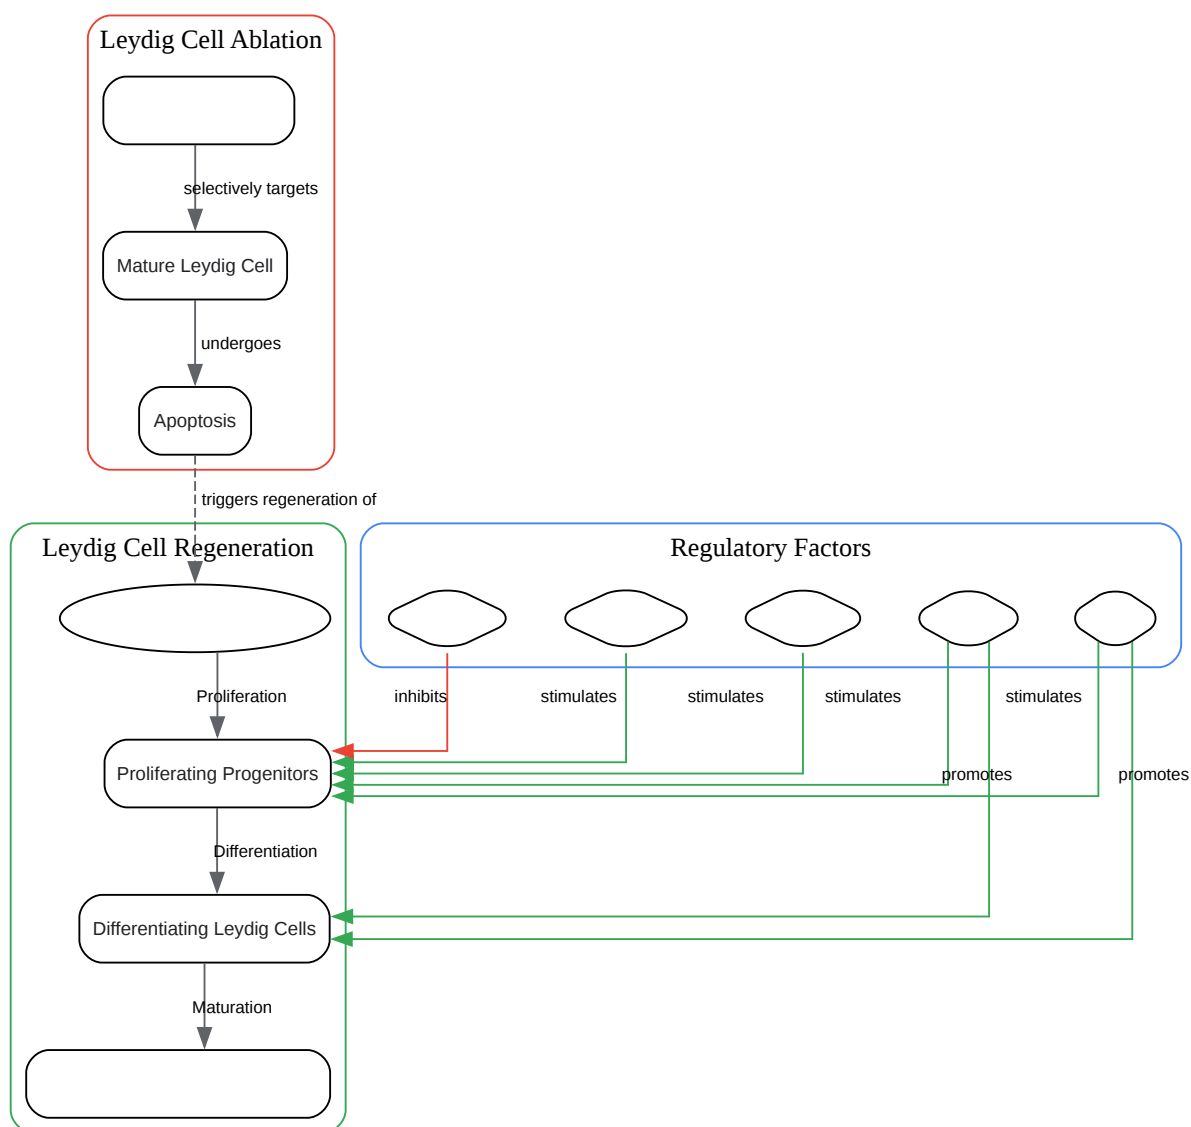 Leydig Cell Ablation
selectively targets
Mature Leydig Cell
undergoes
Apoptosis
triggers regeneration of
Leydig Cell Regeneration
Regulatory Factors
Proliferation
inhibits
stimulates
stimulates
stimulates
stimulates
Proliferating Progenitors
promotes
promotes
Differentiation
Differentiating Leydig Cells
Maturation